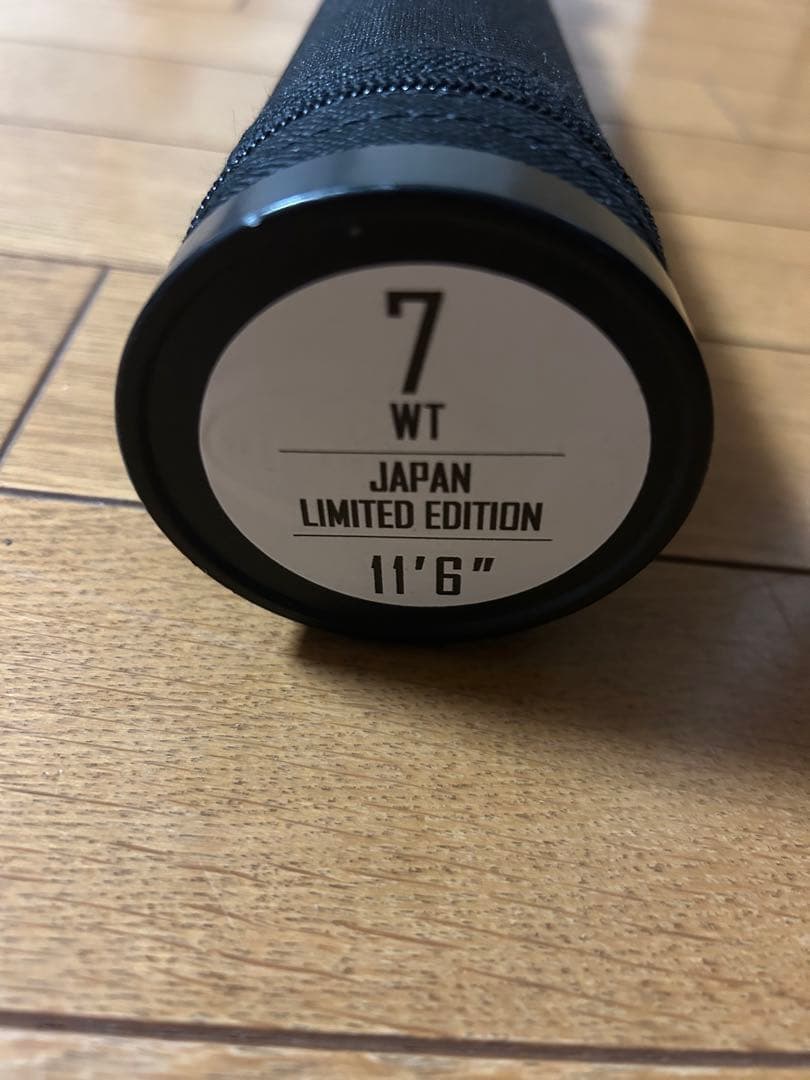 7
WT
JAPAN
LIMITED EDITION
11'6"